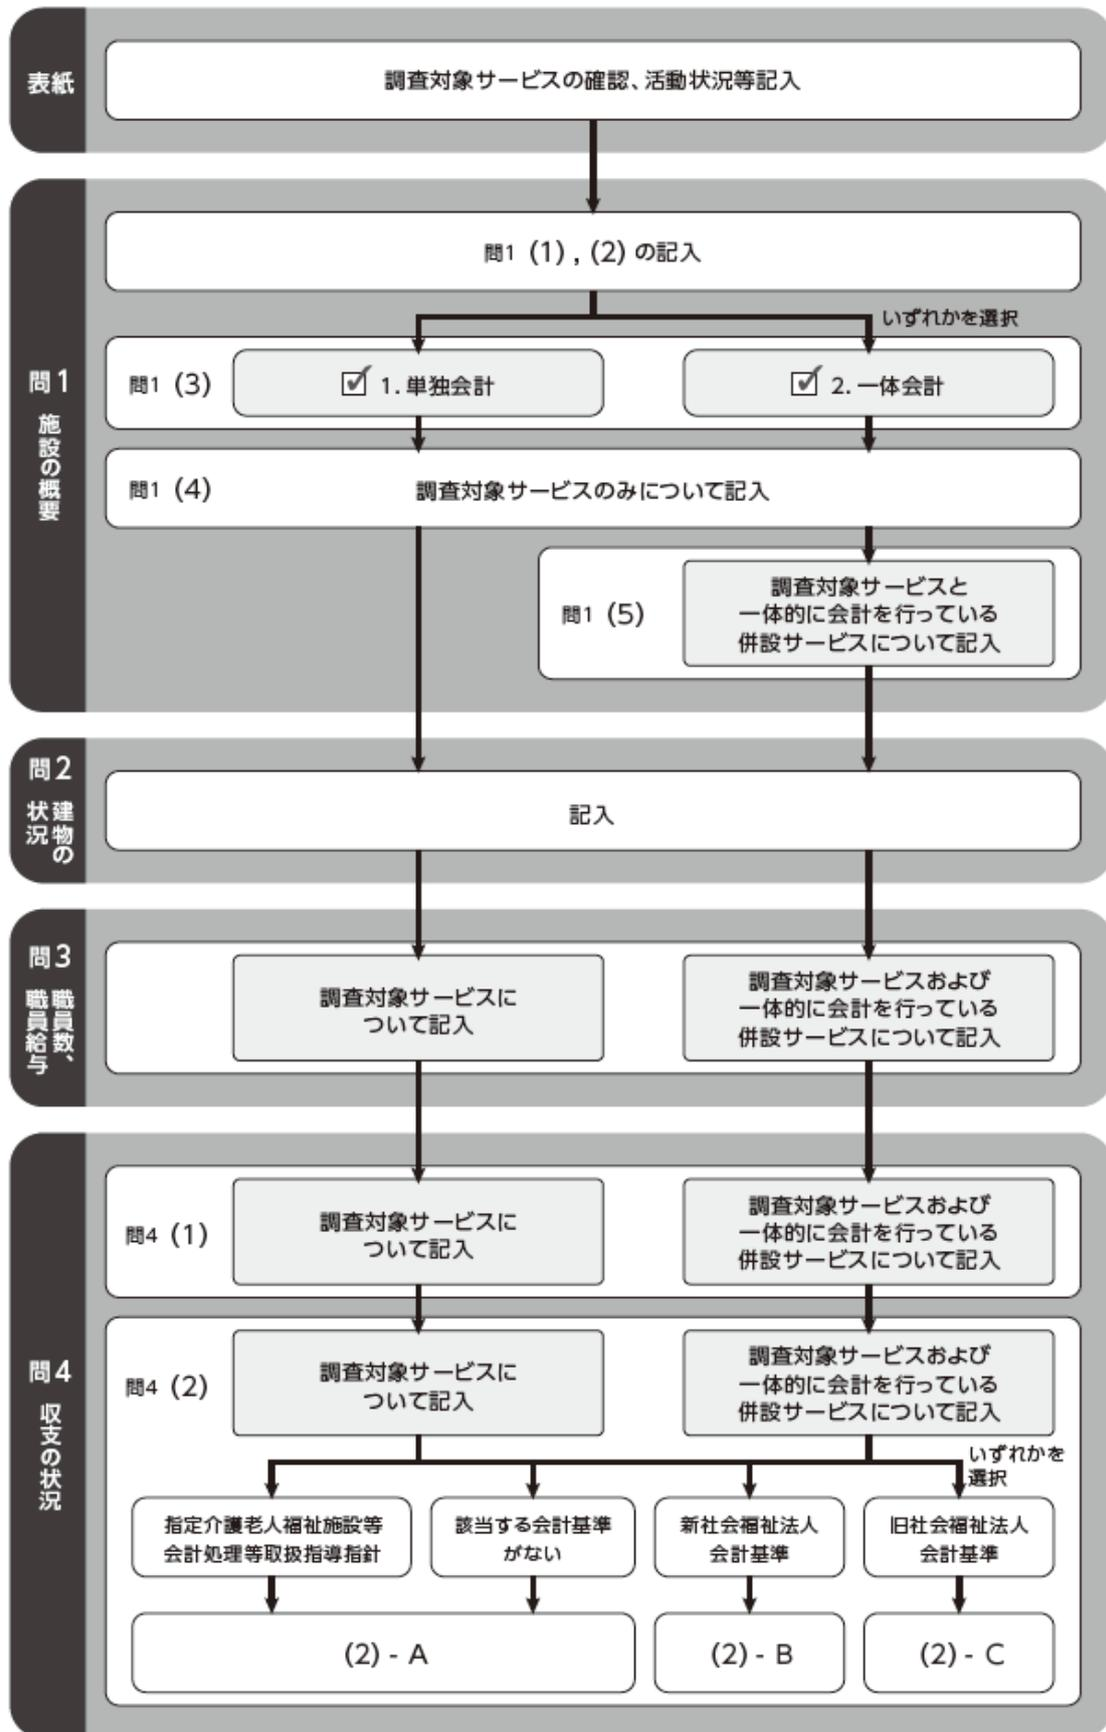 表紙
調査対象サービスの確認、活動状況等記入
問1 施設の概要
問1 (1) , (2) の記入
いずれかを選択
問1 (3)
1. 単独会計
2. 一体会計
問1 (4)
調査対象サービスのみについて記入
問1 (5)
調査対象サービスと
一体的に会計を行っている
併設サービスについて記入
問2
建物の
状況
記入
問3
職員数、
職員給与
調査対象サービスに
ついて記入
調査対象サービスおよび
一体的に会計を行っている
併設サービスについて記入
問4 収支の状況
問4 (1)
調査対象サービスに
ついて記入
調査対象サービスおよび
一体的に会計を行っている
併設サービスについて記入
問4 (2)
調査対象サービスに
ついて記入
調査対象サービスおよび
一体的に会計を行っている
併設サービスについて記入
いずれかを
選択
指定介護老人福祉施設等
会計処理等取扱指導指針
該当する会計基準
がない
新社会福祉法人
会計基準
旧社会福祉法人
会計基準
(2) - A
(2) - B
(2) - C